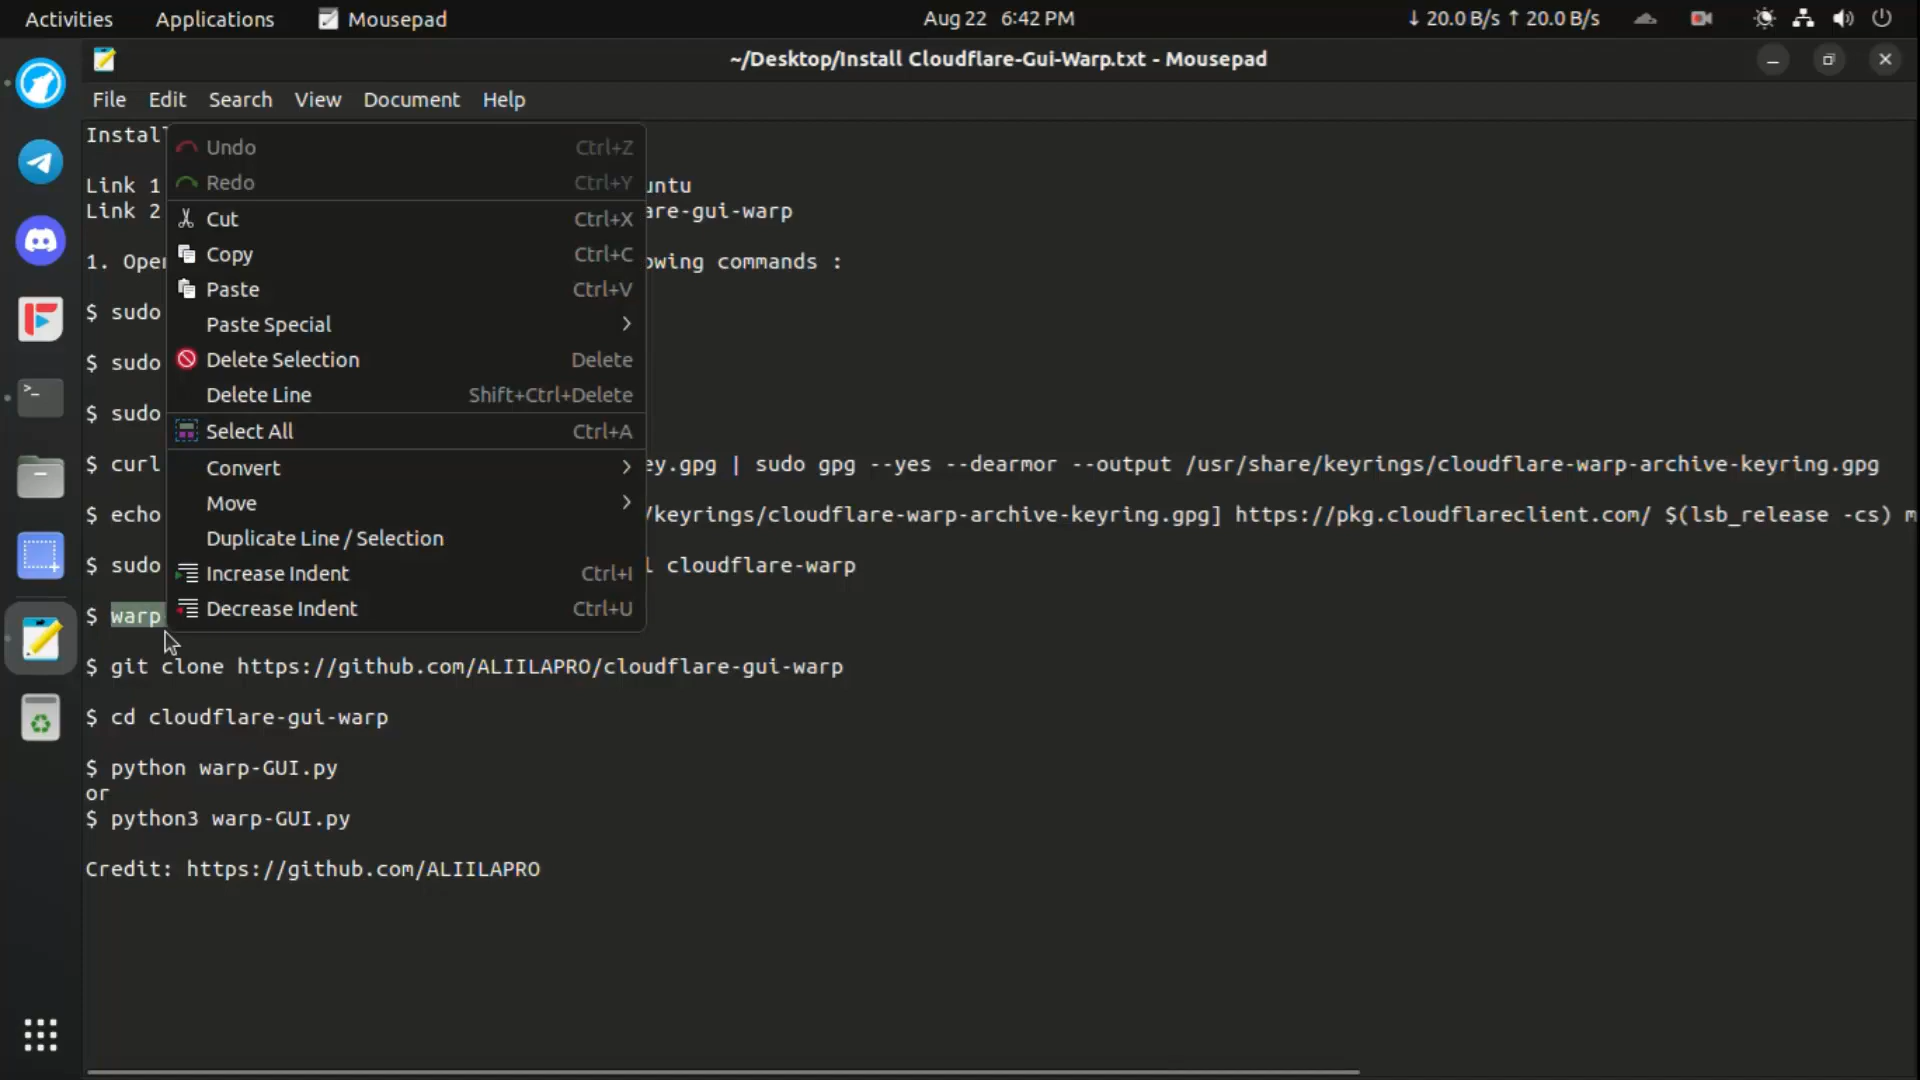 Activities Applications Mousepad Aug 22 6:42 PM ↓ 20.0 B/s ↑ 20.0 B/s
~/Desktop/Install Cloudflare-Gui-Warp.txt - Mousepad
File Edit Search View Document Help
Install
Undo Ctrl+Z
Redo Ctrl+Y
Link 1 untu
Link 2 are-gui-warp
Cut Ctrl+X
Copy Ctrl+C
1. Open owing commands :
Paste Ctrl+V
$ sudo
Paste Special
Delete Selection Delete
$ sudo
Delete Line Shift+Ctrl+Delete
$ sudo
Select All Ctrl+A
$ curl ey.gpg | sudo gpg --yes --dearmor --output /usr/share/keyrings/cloudflare-warp-archive-keyring.gpg
Convert
Move
$ echo /keyrings/cloudflare-warp-archive-keyring.gpg] https://pkg.cloudflareclient.com/ $(lsb_release -cs) m
Duplicate Line / Selection
$ sudo l cloudflare-warp
Increase Indent Ctrl+I
Decrease Indent Ctrl+U
$ warp
$ git clone https://github.com/ALIILAPRO/cloudflare-gui-warp
$ cd cloudflare-gui-warp
$ python warp-GUI.py
or
$ python3 warp-GUI.py
Credit: https://github.com/ALIILAPRO